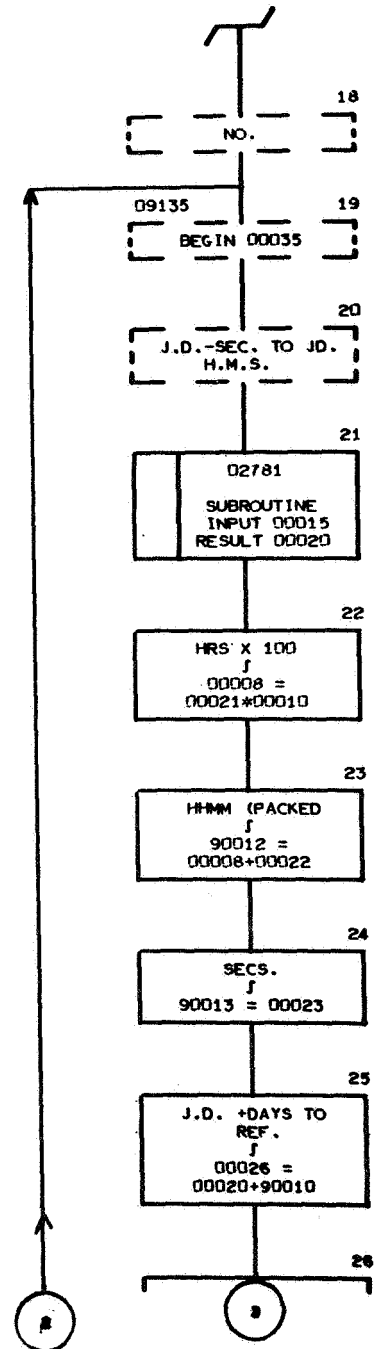 18
NO.
09135
19
BEGIN 00035
20
J.D.-SEC. TO JD.
H.M.S.
21
02781
SUBROUTINE
INPUT 00015
RESULT 00020
22
HRS X 100
∫
00008 =
00021*00010
23
HHMM (PACKED
∫
90012 =
00008+00022
24
SECS.
∫
90013 = 00023
25
J.D. +DAYS TO
REF.
∫
00026 =
00020+90010
26